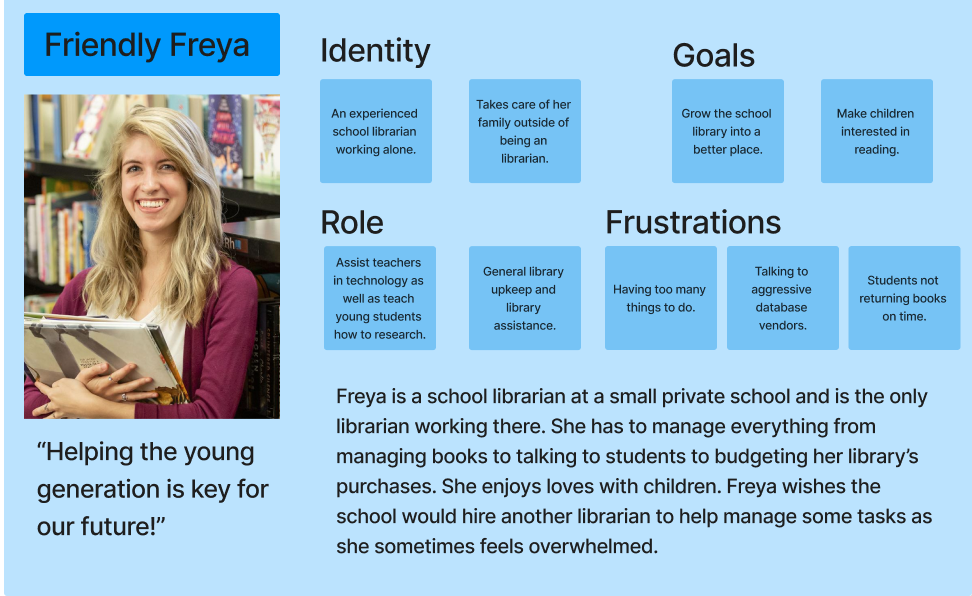 Friendly Freya
“Helping the young
generation is key for
our future!”
Identity
An experienced
school librarian
working alone.
Takes care of her
family outside of
being an
librarian.
Goals
Grow the school
library into a
better place.
Make children
interested in
reading.
Role
Assist teachers
in technology as
well as teach
young students
how to research.
General library
upkeep and
library
assistance.
Frustrations
Having too many
things to do.
Talking to
aggressive
database
vendors.
Students not
returning books
on time.
Freya is a school librarian at a small private school and is the only
librarian working there. She has to manage everything from
managing books to talking to students to budgeting her library’s
purchases. She enjoys loves with children. Freya wishes the
school would hire another librarian to help manage some tasks as
she sometimes feels overwhelmed.